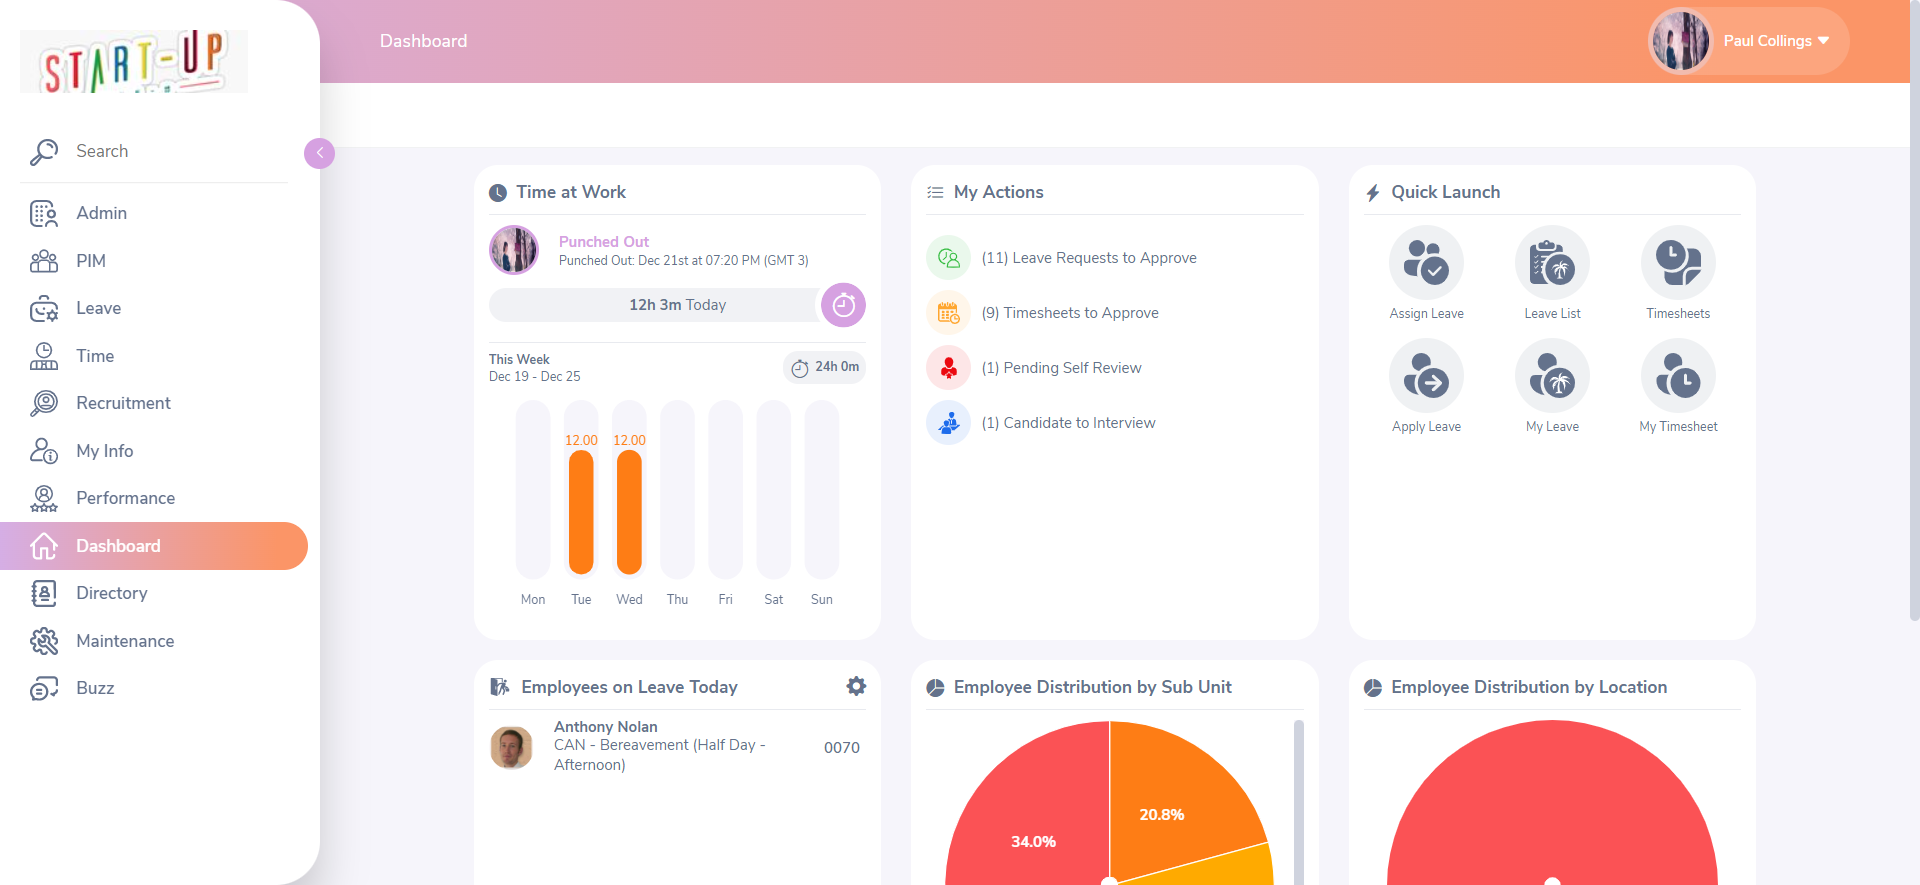 START-UP
Dashboard
Paul Collings
Search
Admin
PIM
Leave
Time
Recruitment
My Info
Performance
Dashboard
Directory
Maintenance
Buzz
Time at Work
Punched Out
Punched Out: Dec 21st at 07:20 PM (GMT 3)
12h 3m Today
This Week
Dec 19 - Dec 25
24h 0m
12.00 12.00
Mon Tue Wed Thu Fri Sat Sun
My Actions
(11) Leave Requests to Approve
(9) Timesheets to Approve
(1) Pending Self Review
(1) Candidate to Interview
Quick Launch
Assign Leave Leave List Timesheets
Apply Leave My Leave My Timesheet
Employees on Leave Today
Anthony Nolan
CAN - Bereavement (Half Day -
Afternoon)
0070
Employee Distribution by Sub Unit
20.8%
34.0%
Employee Distribution by Location